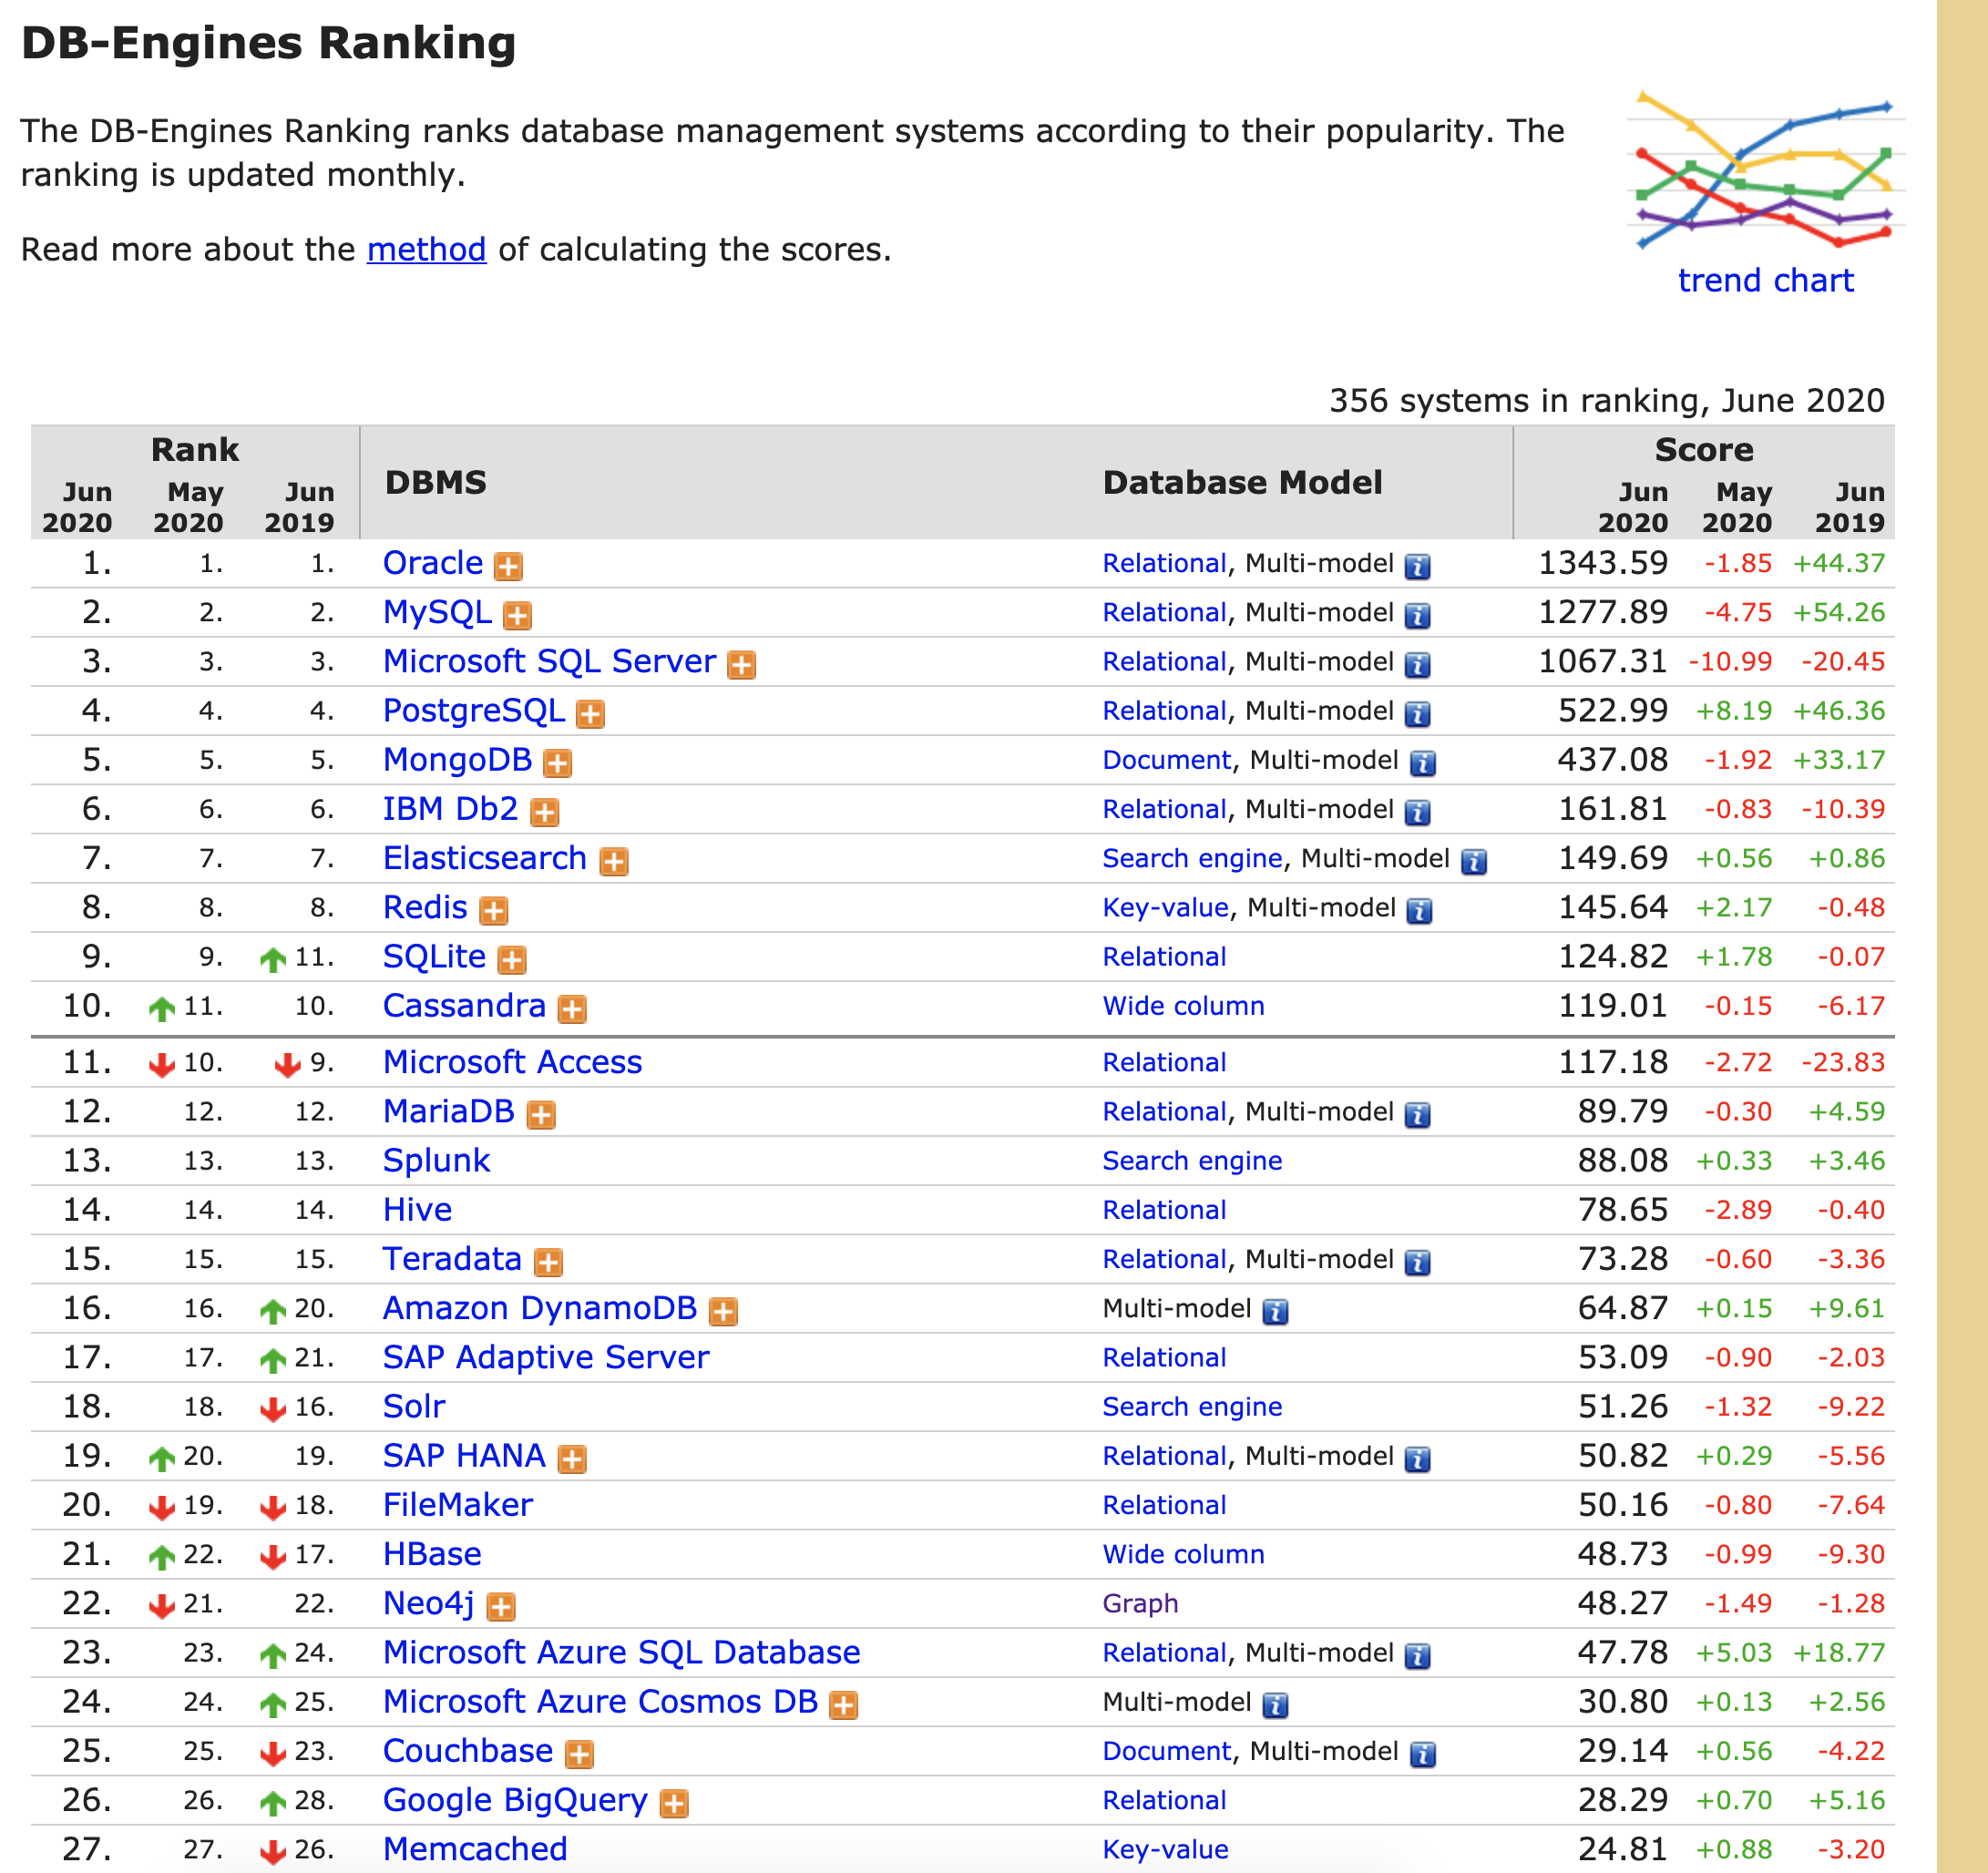 DB-Engines Ranking
The DB-Engines Ranking ranks database management systems according to their popularity. The
ranking is updated monthly.
Read more about the method of calculating the scores.
trend chart
356 systems in ranking, June 2020
Rank DBMS Database Model Score
Jun 2020 May 2020 Jun 2019 Jun 2020 May 2020 Jun 2019
1. 1. 1. Oracle Relational, Multi-model 1343.59 -1.85 +44.37
2. 2. 2. MySQL Relational, Multi-model 1277.89 -4.75 +54.26
3. 3. 3. Microsoft SQL Server Relational, Multi-model 1067.31 -10.99 -20.45
4. 4. 4. PostgreSQL Relational, Multi-model 522.99 +8.19 +46.36
5. 5. 5. MongoDB Document, Multi-model 437.08 -1.92 +33.17
6. 6. 6. IBM Db2 Relational, Multi-model 161.81 -0.83 -10.39
7. 7. 7. Elasticsearch Search engine, Multi-model 149.69 +0.56 +0.86
8. 8. 8. Redis Key-value, Multi-model 145.64 +2.17 -0.48
9. 9. 11. SQLite Relational 124.82 +1.78 -0.07
10. 11. 10. Cassandra Wide column 119.01 -0.15 -6.17
11. 10. 9. Microsoft Access Relational 117.18 -2.72 -23.83
12. 12. 12. MariaDB Relational, Multi-model 89.79 -0.30 +4.59
13. 13. 13. Splunk Search engine 88.08 +0.33 +3.46
14. 14. 14. Hive Relational 78.65 -2.89 -0.40
15. 15. 15. Teradata Relational, Multi-model 73.28 -0.60 -3.36
16. 16. 20. Amazon DynamoDB Multi-model 64.87 +0.15 +9.61
17. 17. 21. SAP Adaptive Server Relational 53.09 -0.90 -2.03
18. 18. 16. Solr Search engine 51.26 -1.32 -9.22
19. 20. 19. SAP HANA Relational, Multi-model 50.82 +0.29 -5.56
20. 19. 18. FileMaker Relational 50.16 -0.80 -7.64
21. 22. 17. HBase Wide column 48.73 -0.99 -9.30
22. 21. 22. Neo4j Graph 48.27 -1.49 -1.28
23. 23. 24. Microsoft Azure SQL Database Relational, Multi-model 47.78 +5.03 +18.77
24. 24. 25. Microsoft Azure Cosmos DB Multi-model 30.80 +0.13 +2.56
25. 25. 23. Couchbase Document, Multi-model 29.14 +0.56 -4.22
26. 26. 28. Google BigQuery Relational 28.29 +0.70 +5.16
27. 27. 26. Memcached Key-value 24.81 +0.88 -3.20